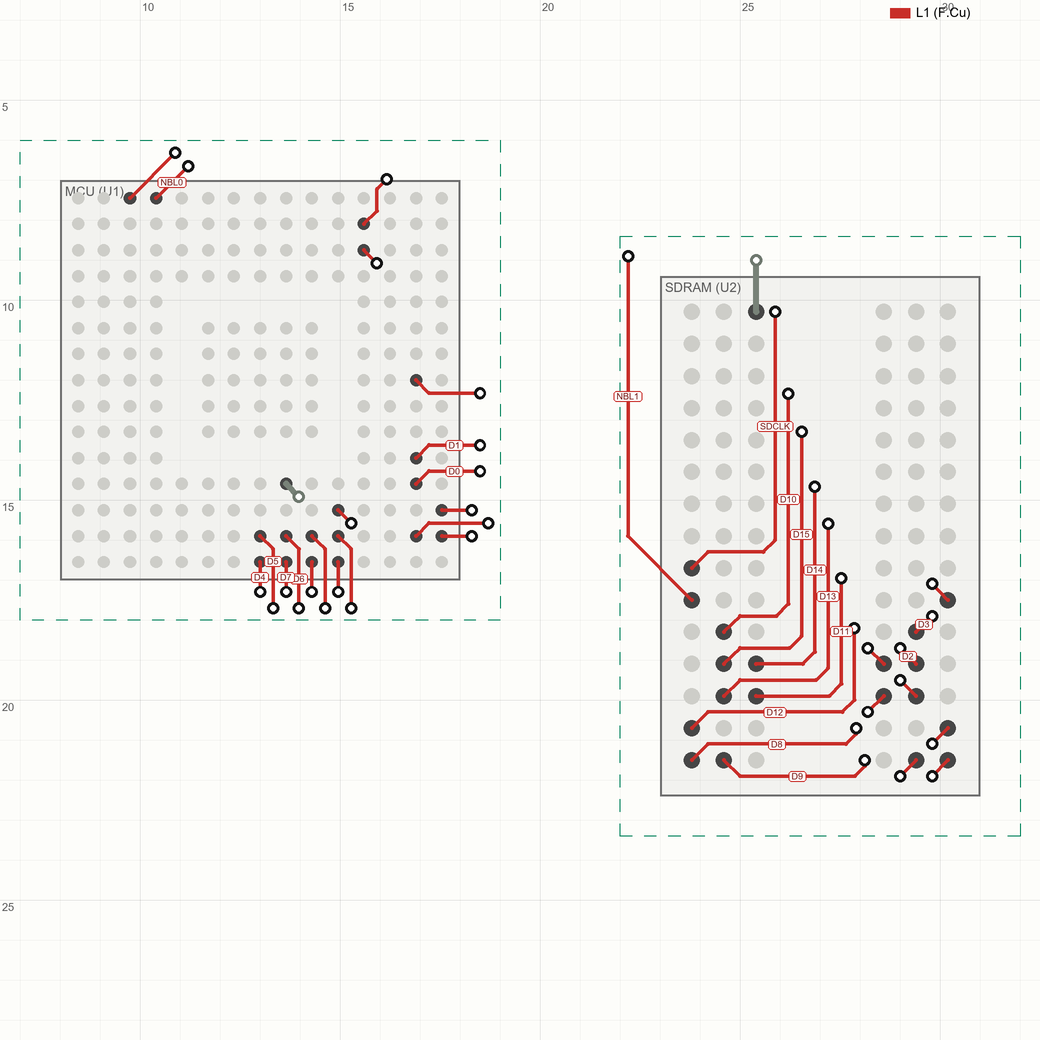 10 15 20 25 30
L1 (F.Cu)
5
MCU (U1)
NBL0
SDRAM (U2)
10
NBL1
SDCLK
D1
D0
D10
15
D15
D5
D14
D4 D7 D6
D13
D3
D11
D2
20
D12
D8
D9
25